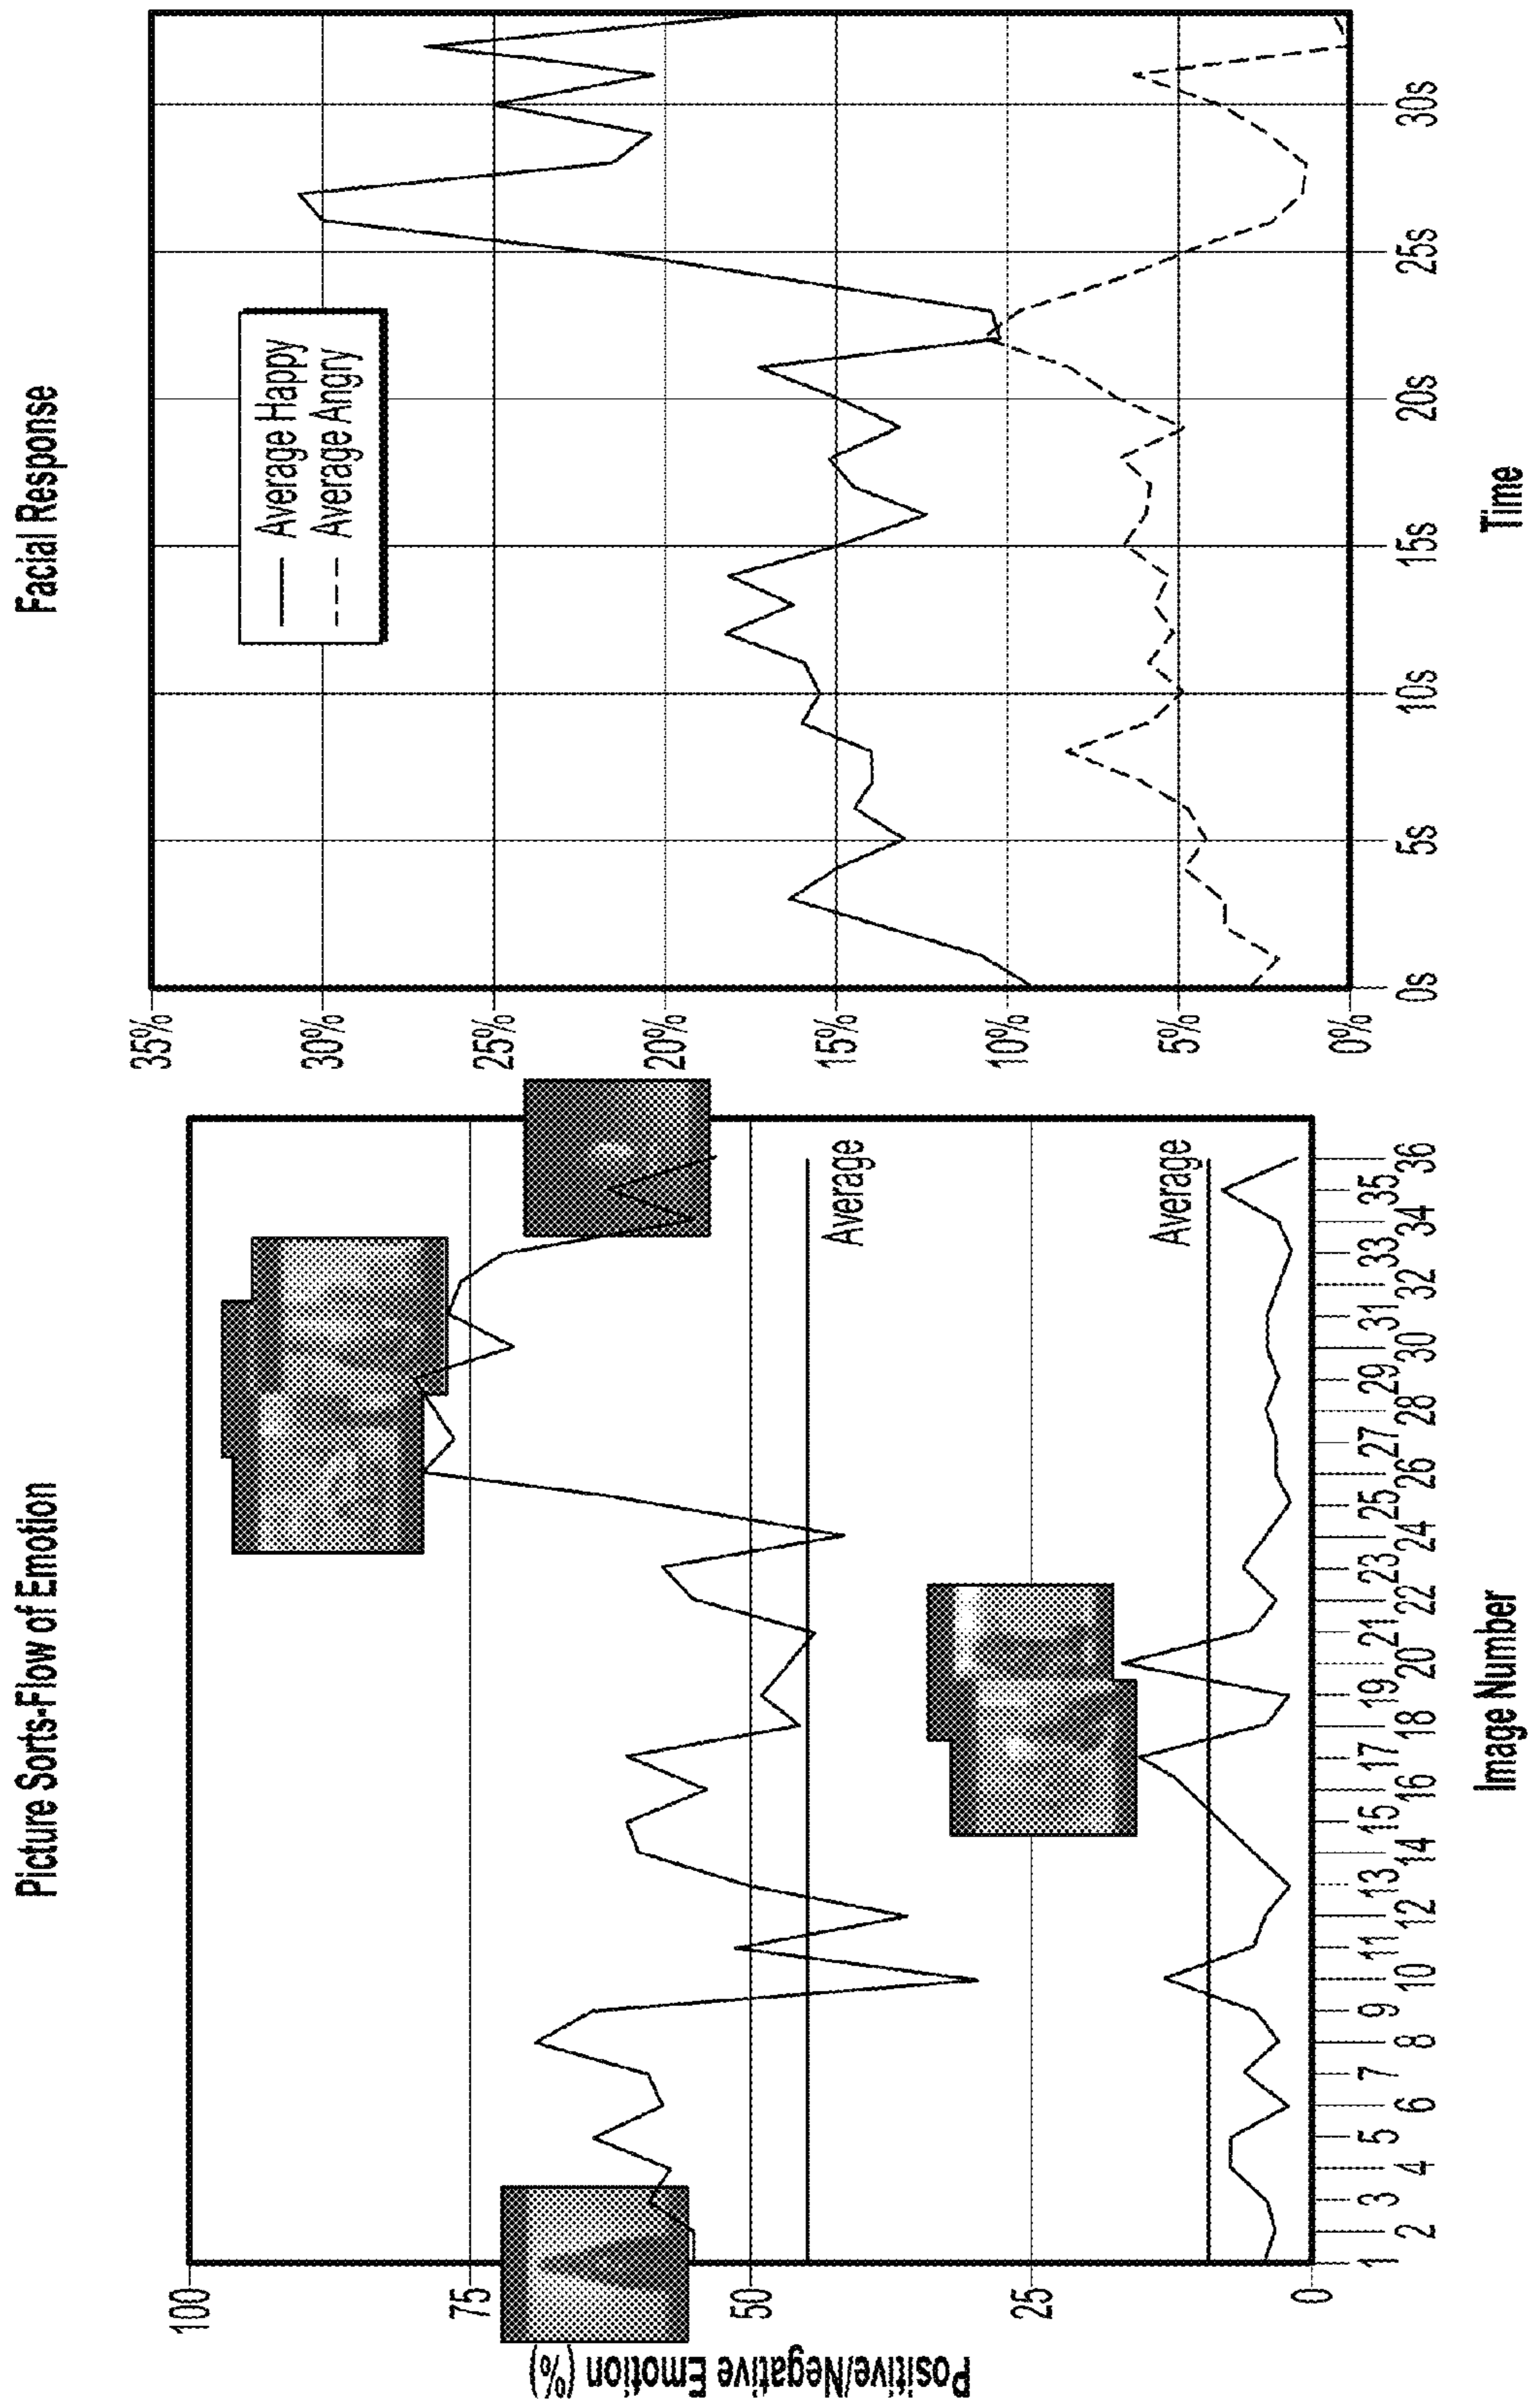 Picture Sorts-Flow of Emotion
Positive/Negative Emotion (%)
100
75
50
25
0
Average
Average
1 2 3 4 5 6 7 8 9 10 11 12 13 14 15 16 17 18 19 20 21 22 23 24 25 26 27 28 29 30 31 32 33 34 35 36
Image Number
Facial Response
35%
30%
25%
20%
15%
10%
5%
0%
Average Happy
Average Angry
0s 5s 10s 15s 20s 25s 30s
Time